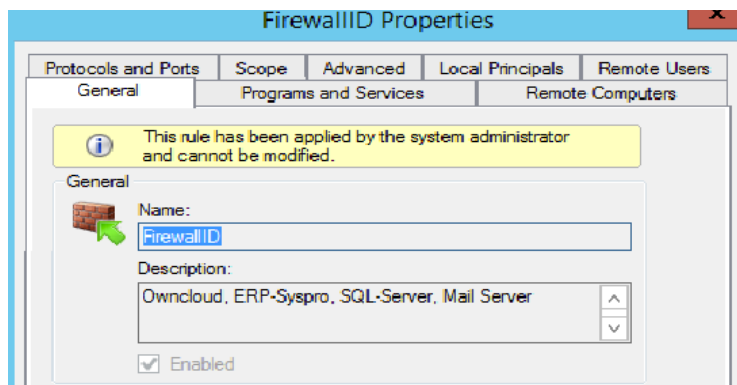 FirewallID Properties
x
Protocols and Ports Scope Advanced Local Principals Remote Users
General Programs and Services Remote Computers
This rule has been applied by the system administrator
and cannot be modified.
General
Name:
FirewallID
Description:
Owncloud, ERP-Syspro, SQL-Server, Mail Server
Enabled